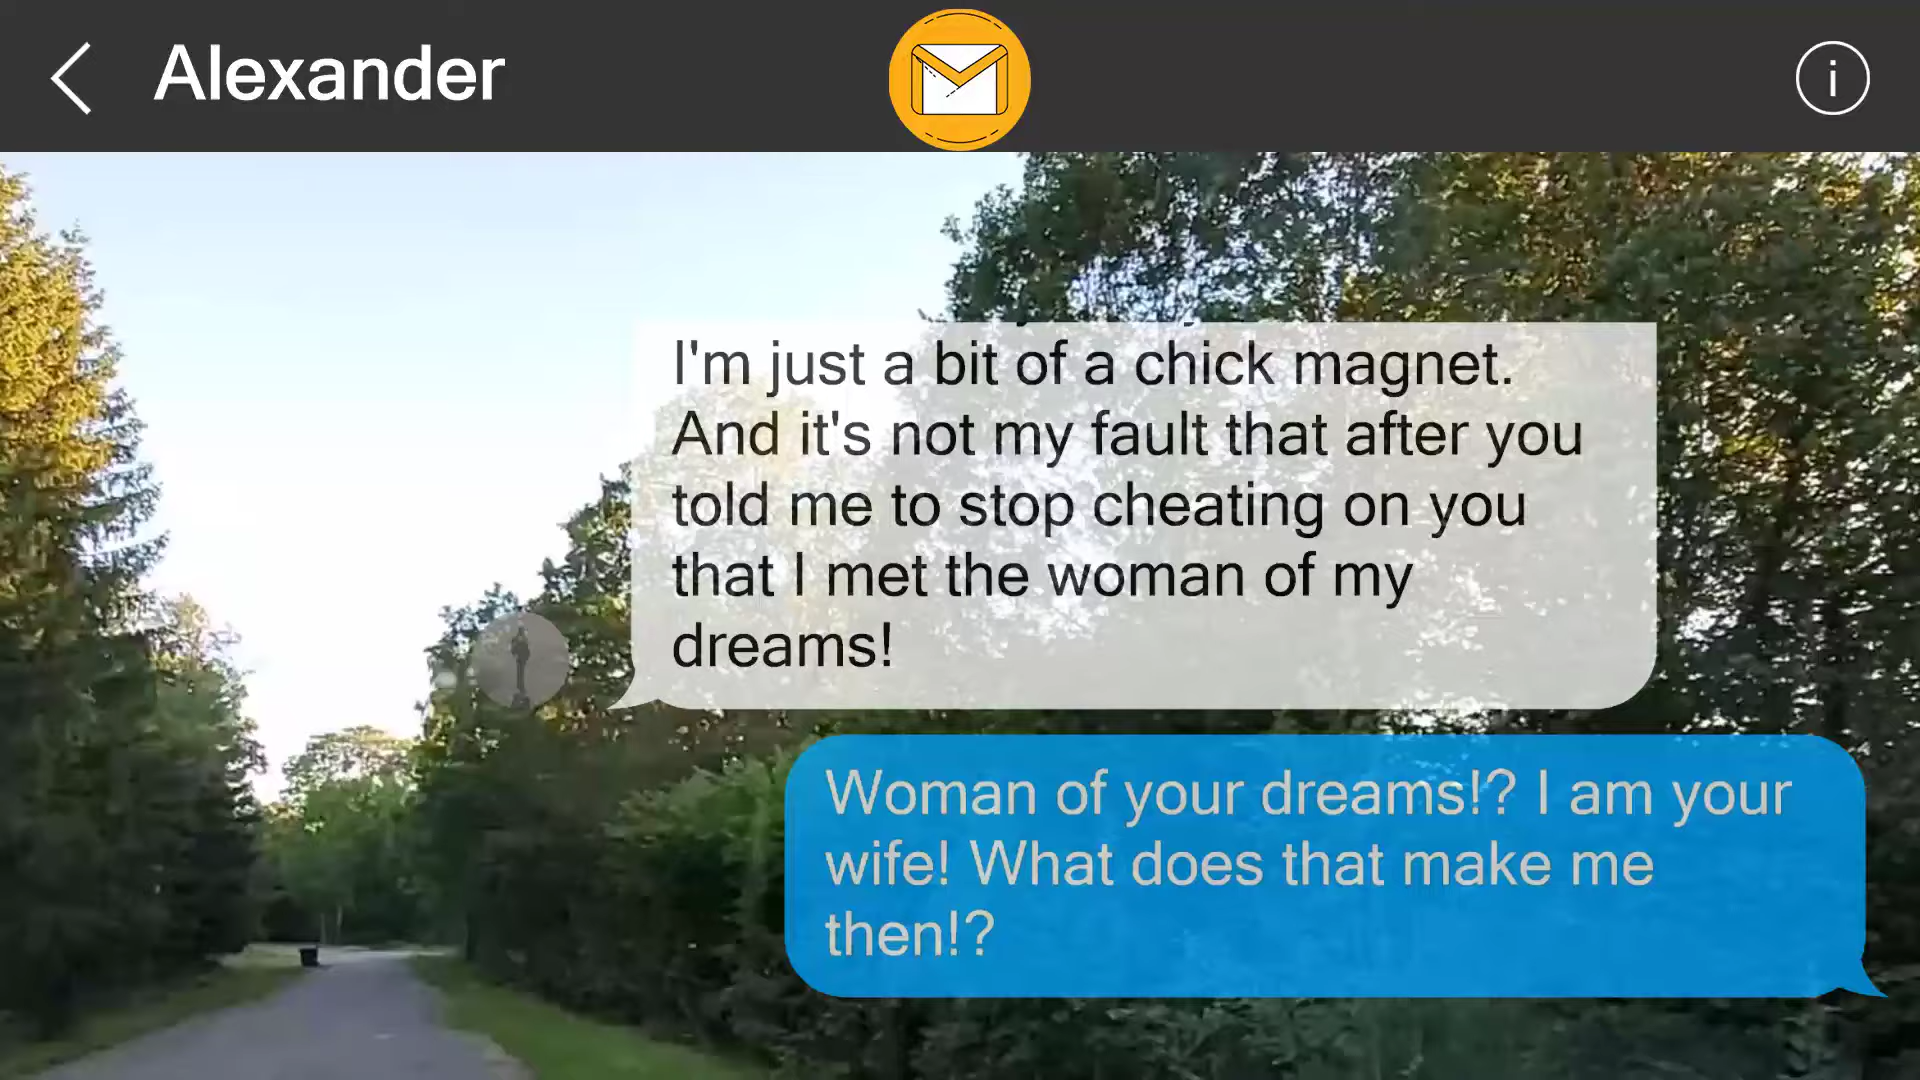 Alexander
I'm just a bit of a chick magnet.
And it's not my fault that after you
told me to stop cheating on you
that I met the woman of my
dreams!
Woman of your dreams!? I am your
wife! What does that make me
then!?